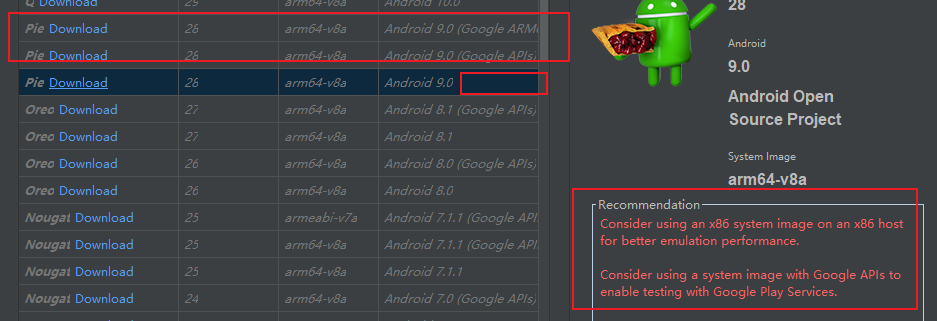 Q Download 29 arm64-v8a Android 10.0
Pie Download 28 arm64-v8a Android 9.0 (Google ARM
Pie Download 28 arm64-v8a Android 9.0 (Google APIs)
Pie Download 28 arm64-v8a Android 9.0
Oreo Download 27 arm64-v8a Android 8.1 (Google APIs)
Oreo Download 27 arm64-v8a Android 8.1
Oreo Download 26 arm64-v8a Android 8.0 (Google APIs)
Oreo Download 26 arm64-v8a Android 8.0
Nougat Download 25 armeabi-v7a Android 7.1.1 (Google API
Nougat Download 25 arm64-v8a Android 7.1.1 (Google API
Nougat Download 25 arm64-v8a Android 7.1.1
Nougat Download 24 arm64-v8a Android 7.0 (Google APIs)
28
Android
9.0
Android Open
Source Project
System Image
arm64-v8a
Recommendation
Consider using an x86 system image on an x86 host
for better emulation performance.
Consider using a system image with Google APIs to
enable testing with Google Play Services.